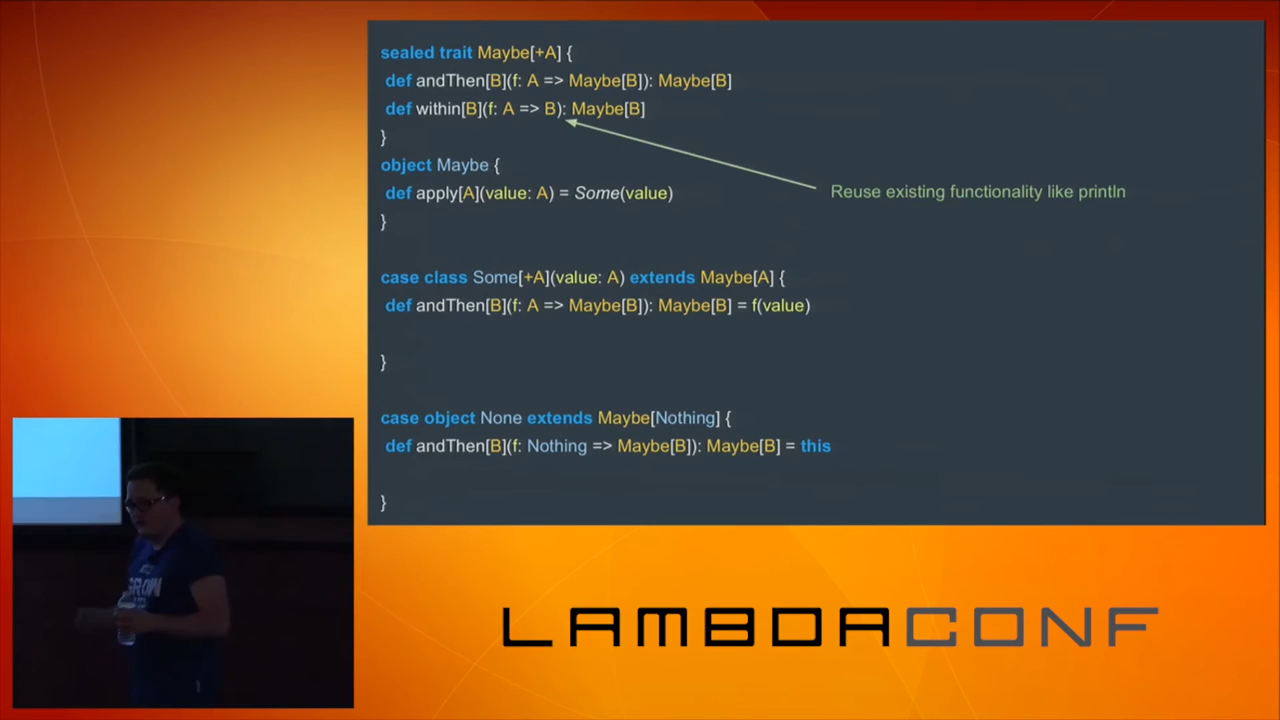 sealed trait Maybe[+A] {
def andThen[B](f: A => Maybe[B]): Maybe[B]
def within[B](f: A => B): Maybe[B]
}
object Maybe {
def apply[A](value: A) = Some(value)
}
Reuse existing functionality like println
case class Some[+A](value: A) extends Maybe[A] {
def andThen[B](f: A => Maybe[B]): Maybe[B] = f(value)
}
case object None extends Maybe[Nothing] {
def andThen[B](f: Nothing => Maybe[B]): Maybe[B] = this
}
LAMBDACONF